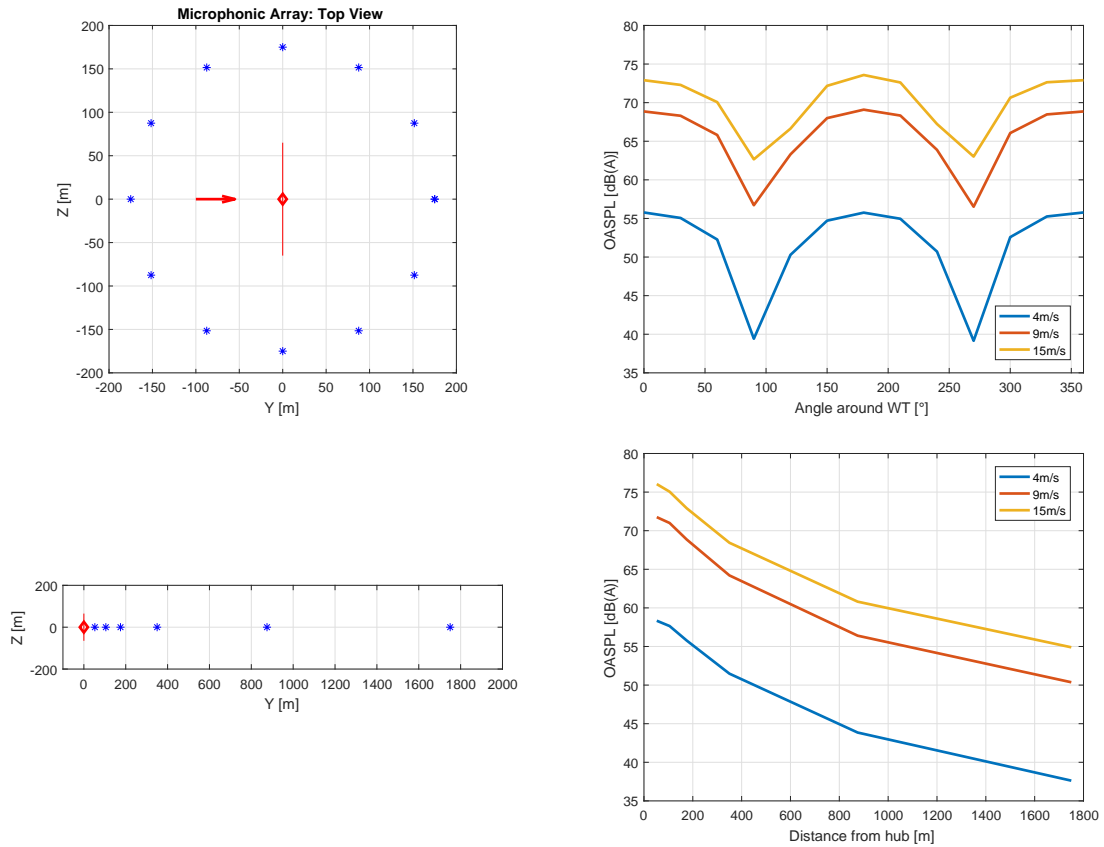 Microphonic Array: Top View
200
150
100
50
0
-50
-100
-150
-200
Z [m]
-200 -150 -100 -50 0 50 100 150 200
Y [m]
80
75
70
65
60
55
50
45
40
35
OASPL [dB(A)]
4m/s
9m/s
15m/s
0 50 100 150 200 250 300 350
Angle around WT [°]
200
0
-200
Z [m]
0 200 400 600 800 1000 1200 1400 1600 1800 2000
Y [m]
80
75
70
65
60
55
50
45
40
35
OASPL [dB(A)]
4m/s
9m/s
15m/s
0 200 400 600 800 1000 1200 1400 1600 1800
Distance from hub [m]